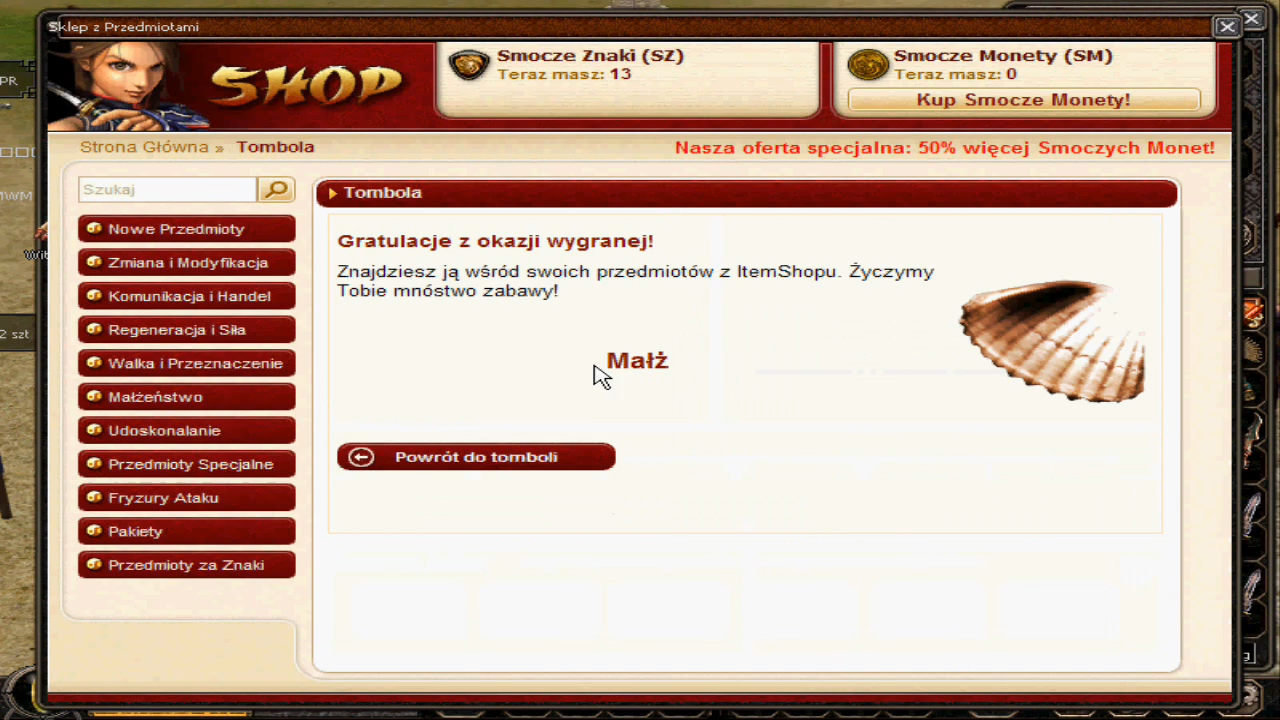 Sklep z Przedmiotami
SHOP
Smocze Znaki (SZ)
Teraz masz: 13
Smocze Monety (SM)
Teraz masz: 0
Kup Smocze Monety!
Strona Główna » Tombola
Nasza oferta specjalna: 50% więcej Smoczych Monet!
Szukaj
Nowe Przedmioty
Zmiana i Modyfikacja
Komunikacja i Handel
Regeneracja i Siła
Walka i Przeznaczenie
Małżeństwo
Udoskonalanie
Przedmioty Specjalne
Fryzury Ataku
Pakiety
Przedmioty za Znaki
Tombola
Gratulacje z okazji wygranej!
Znajdziesz ją wśród swoich przedmiotów z ItemShopu. Życzymy
Tobie mnóstwo zabawy!
Małż
Powrót do tomboli
PR
2 szt